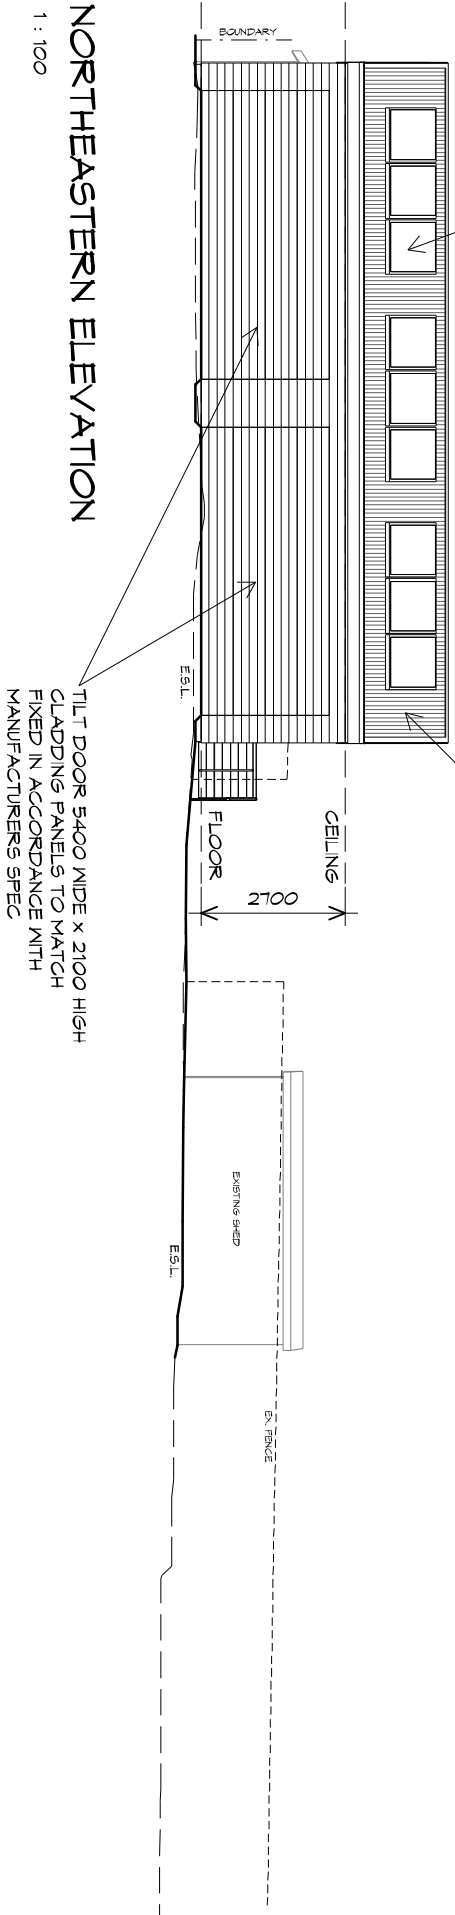 BOUNDARY
CEILING
2700
FLOOR
E.S.L.
EXISTING SHED
E.S.L.
EX. FENCE
TILT DOOR 5400 WIDE x 2100 HIGH
CLADDING PANELS TO MATCH
FIXED IN ACCORDANCE WITH
MANUFACTURERS SPEC
NORTHEASTERN ELEVATION
1 : 100